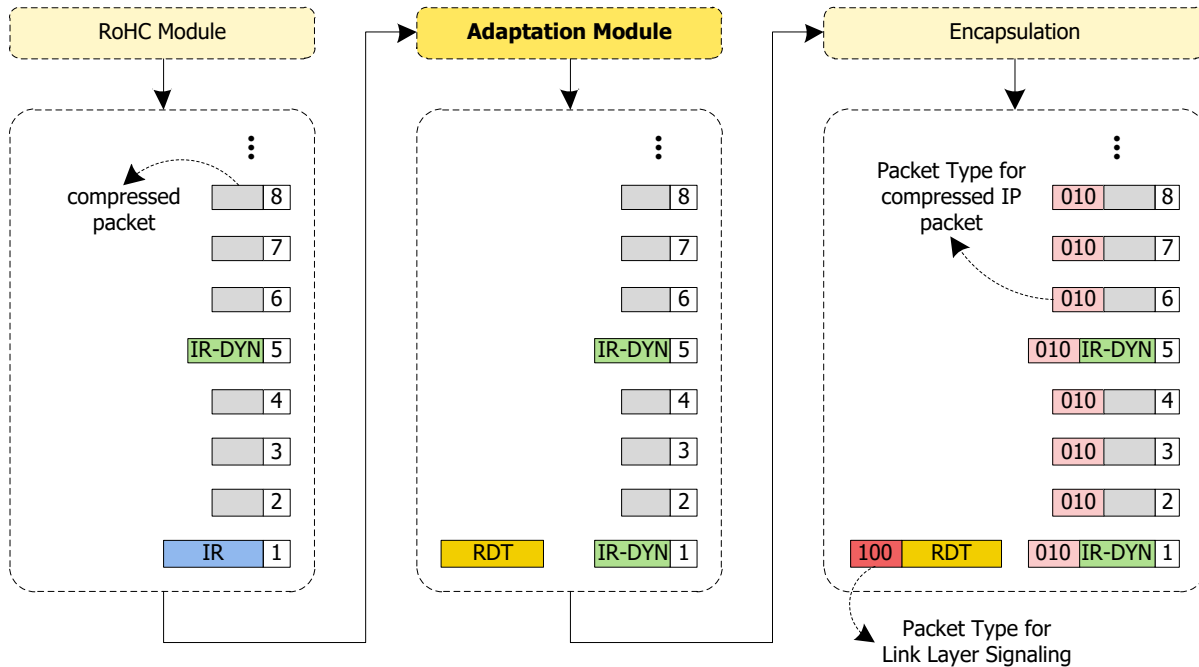 RoHC Module
Adaptation Module
Encapsulation
compressed
packet
8
7
6
IR-DYN 5
4
3
2
IR 1
8
7
6
IR-DYN 5
4
3
2
RDT IR-DYN 1
Packet Type for
compressed IP
packet
010 8
010 7
010 6
010 IR-DYN 5
010 4
010 3
010 2
100 RDT 010 IR-DYN 1
Packet Type for
Link Layer Signaling